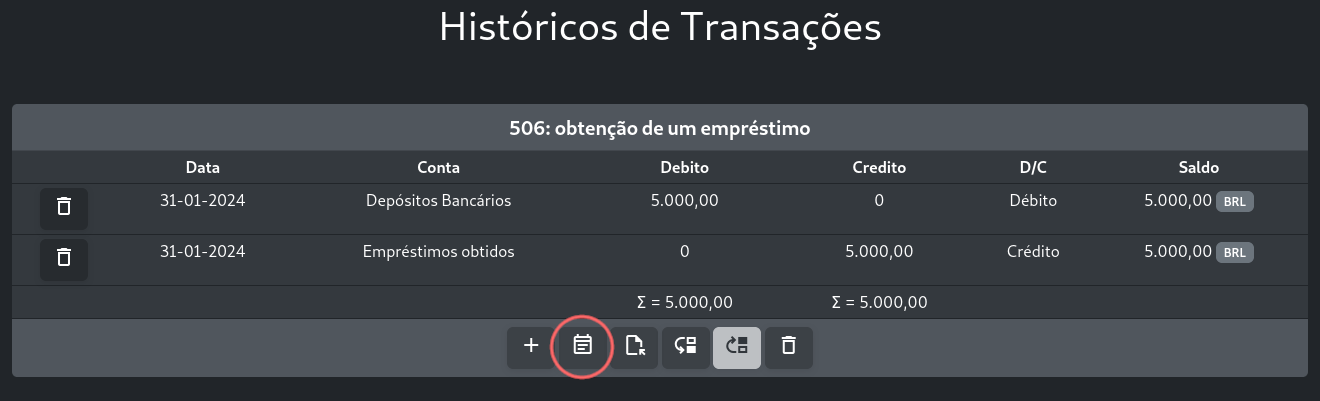 Históricos de Transações
506: obtenção de um empréstimo
Data Conta Debito Credito D/C Saldo
31-01-2024 Depósitos Bancários 5.000,00 0 Débito 5.000,00 BRL
31-01-2024 Empréstimos obtidos 0 5.000,00 Crédito 5.000,00 BRL
Σ = 5.000,00 Σ = 5.000,00